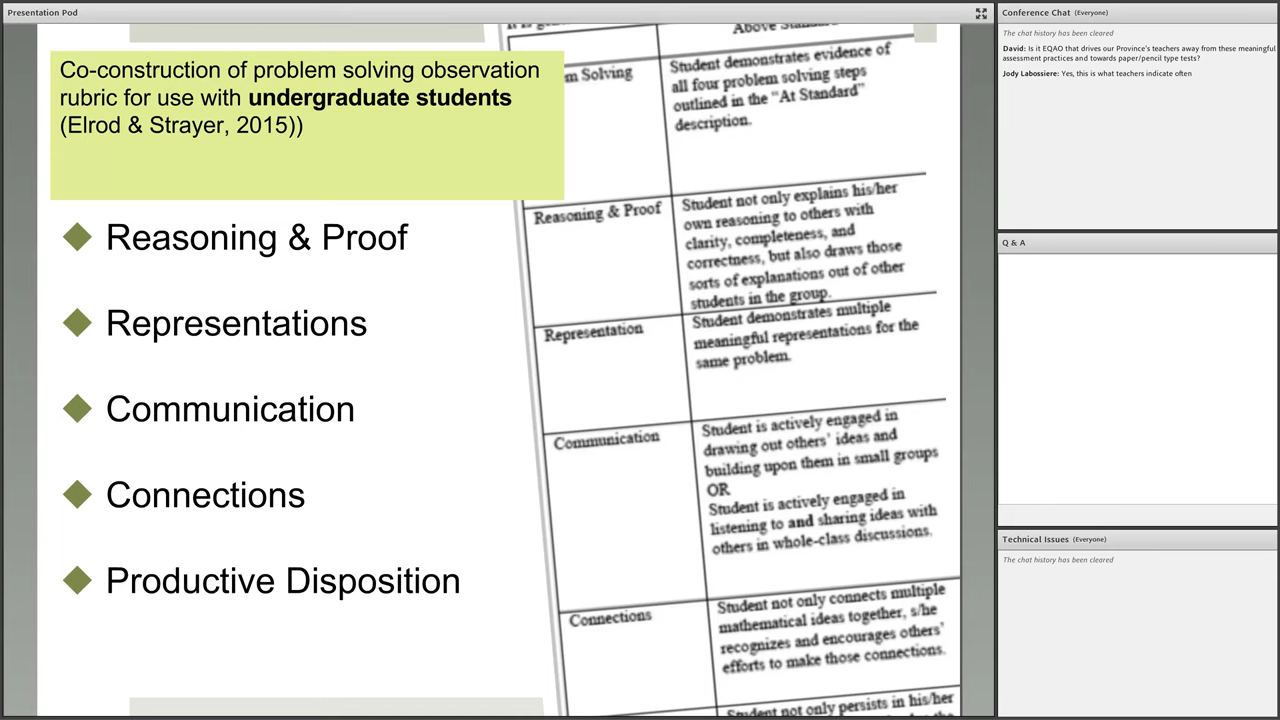 Presentation Pod
Co-construction of problem solving observation
rubric for use with undergraduate students
(Elrod & Strayer, 2015))
Reasoning & Proof
Representations
Communication
Connections
Productive Disposition
Above Standard
m Solving
Student demonstrates evidence of
all four problem solving steps
outlined in the “At Standard”
description.
Reasoning & Proof
Student not only explains his/her
own reasoning to others with
clarity, completeness, and
correctness, but also draws those
sorts of explanations out of other
students in the group.
Representation
Student demonstrates multiple
meaningful representations for the
same problem.
Communication
Student is actively engaged in
drawing out others’ ideas and
building upon them in small groups
OR
Student is actively engaged in
listening to and sharing ideas with
others in whole-class discussions.
Connections
Student not only connects multiple
mathematical ideas together, s/he
recognizes and encourages others’
efforts to make those connections.
Student not only persists in his/her
Conference Chat (Everyone)
The chat history has been cleared
David: Is it EQAO that drives our Province's teachers away from these meaningful
assessment practices and towards paper/pencil type tests?
Jody Labossiere: Yes, this is what teachers indicate often
Q & A
Technical Issues (Everyone)
The chat history has been cleared